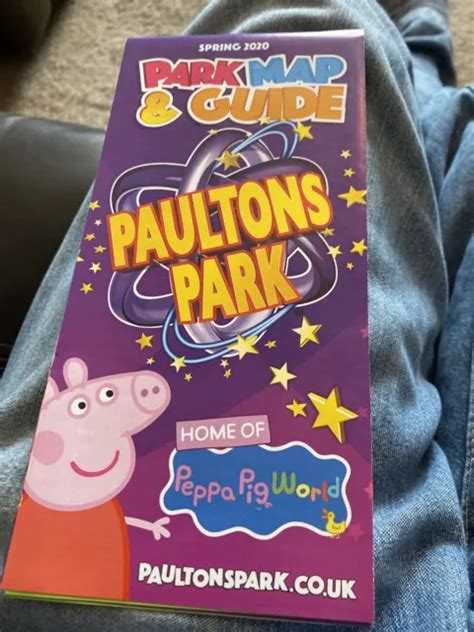 SPRING 2020
PARK MAP
& GUIDE
PAULTONS
PARK
HOME OF
Peppa Pig World
PAULTONSPARK.CO.UK